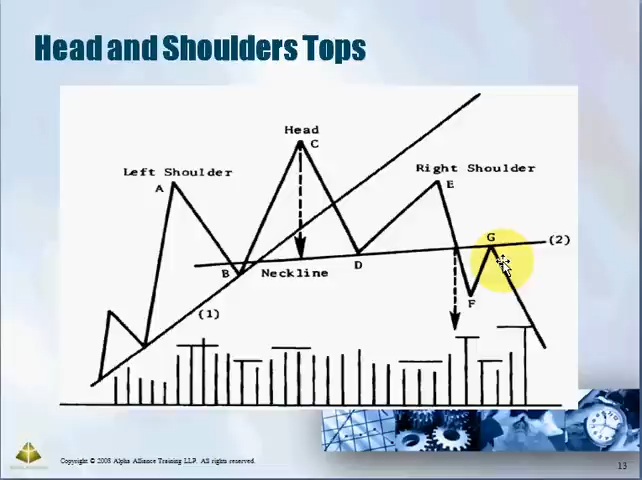 Head and Shoulders Tops
Head
C
Left Shoulder
Right Shoulder
A
E
G
(2)
B
Neckline
D
F
(1)
Copyright © 2008 Alpha Alliance Training LLP. All rights reserved.
13